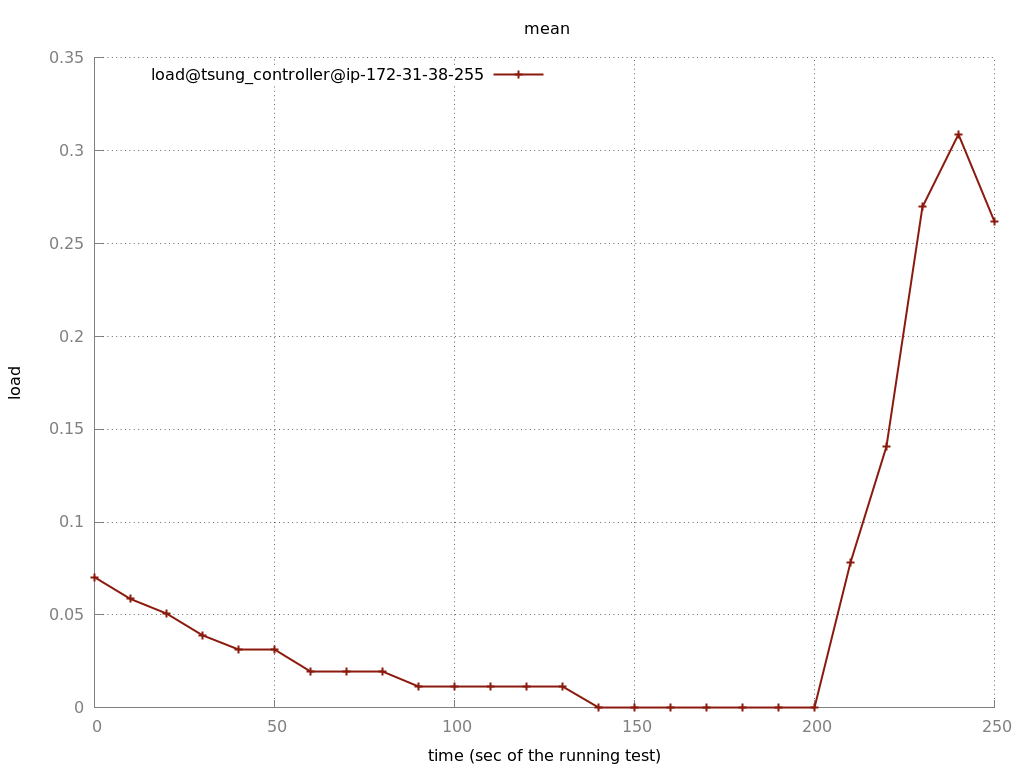 mean
0.35
load@tsung_controller@ip-172-31-38-255
0.3
0.25
0.2
load
0.15
0.1
0.05
0
0 50 100 150 200 250
time (sec of the running test)